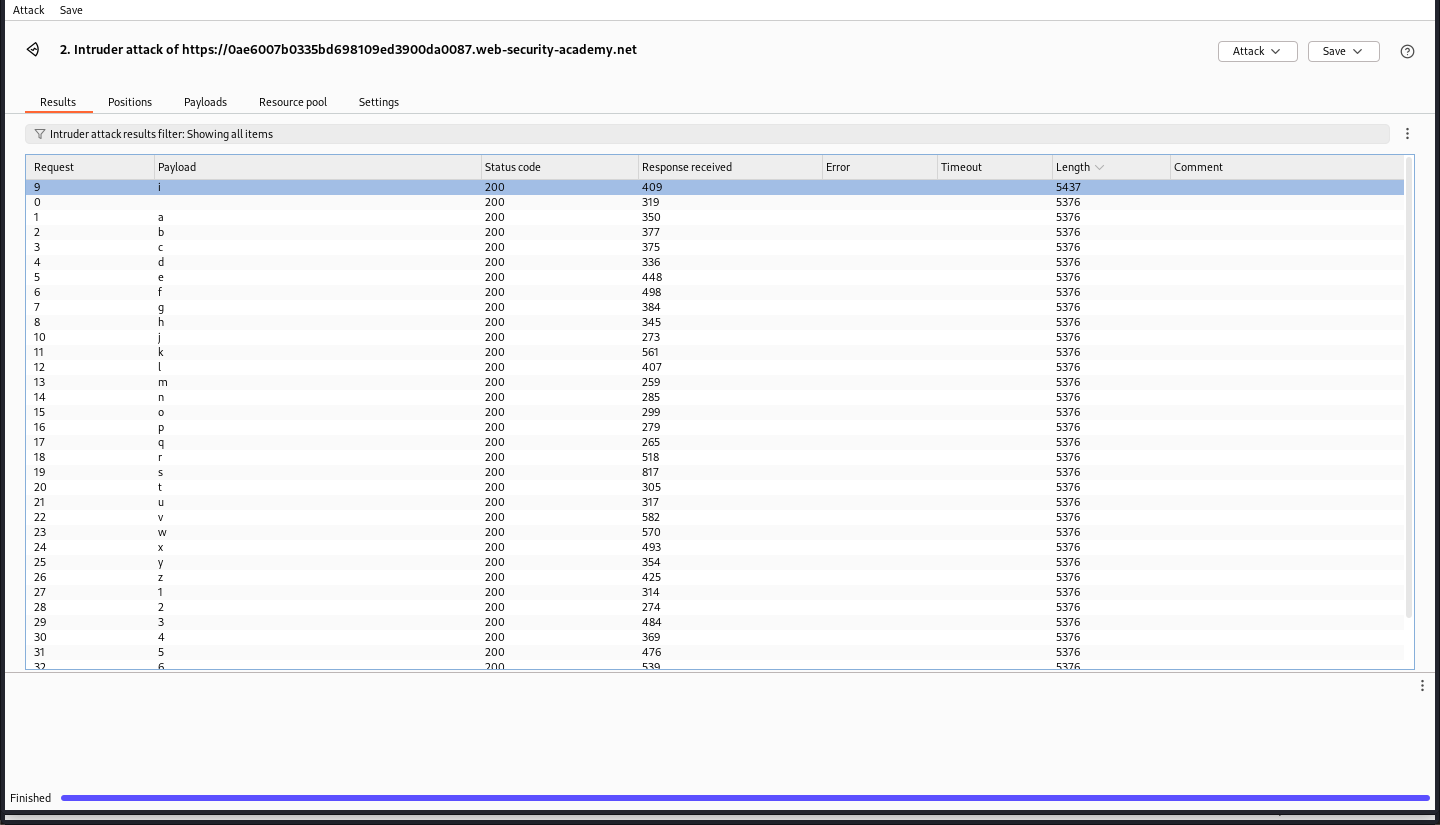 Attack Save
2. Intruder attack of https://0ae6007b0335bd698109ed3900da0087.web-security-academy.net
Attack Save
Results Positions Payloads Resource pool Settings
Intruder attack results filter: Showing all items
Request Payload Status code Response received Error Timeout Length Comment
9 i 200 409 5437
0 200 319 5376
1 a 200 350 5376
2 b 200 377 5376
3 c 200 375 5376
4 d 200 336 5376
5 e 200 448 5376
6 f 200 498 5376
7 g 200 384 5376
8 h 200 345 5376
10 j 200 273 5376
11 k 200 561 5376
12 l 200 407 5376
13 m 200 259 5376
14 n 200 285 5376
15 o 200 299 5376
16 p 200 279 5376
17 q 200 265 5376
18 r 200 518 5376
19 s 200 817 5376
20 t 200 305 5376
21 u 200 317 5376
22 v 200 582 5376
23 w 200 570 5376
24 x 200 493 5376
25 y 200 354 5376
26 z 200 425 5376
27 1 200 314 5376
28 2 200 274 5376
29 3 200 484 5376
30 4 200 369 5376
31 5 200 476 5376
32 6 200 539 5376
Finished